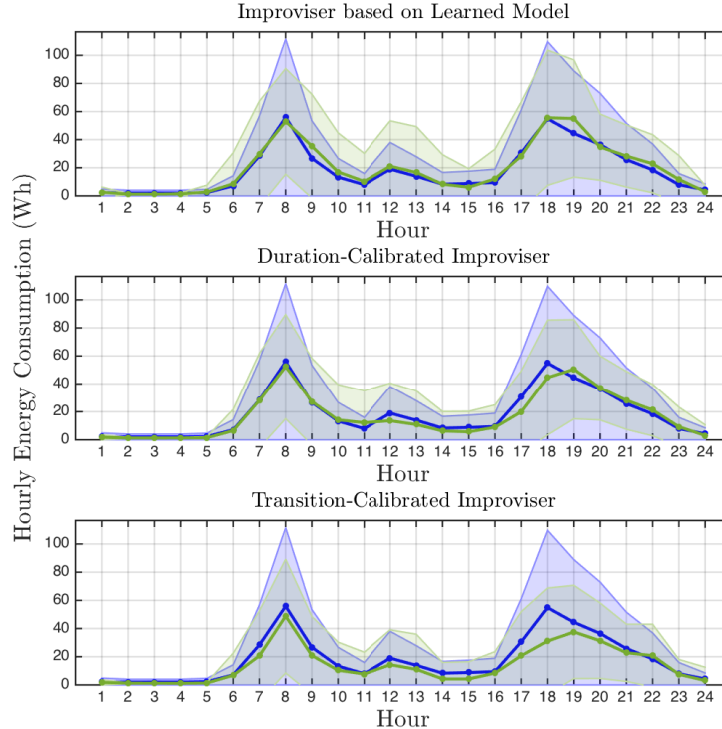 Improviser based on Learned Model
100
80
60
40
20
0
1 2 3 4 5 6 7 8 9 10 11 12 13 14 15 16 17 18 19 20 21 22 23 24
Hour
Duration-Calibrated Improviser
100
80
60
40
20
0
1 2 3 4 5 6 7 8 9 10 11 12 13 14 15 16 17 18 19 20 21 22 23 24
Hour
Transition-Calibrated Improviser
100
80
60
40
20
0
1 2 3 4 5 6 7 8 9 10 11 12 13 14 15 16 17 18 19 20 21 22 23 24
Hour
Hourly Energy Consumption (Wh)